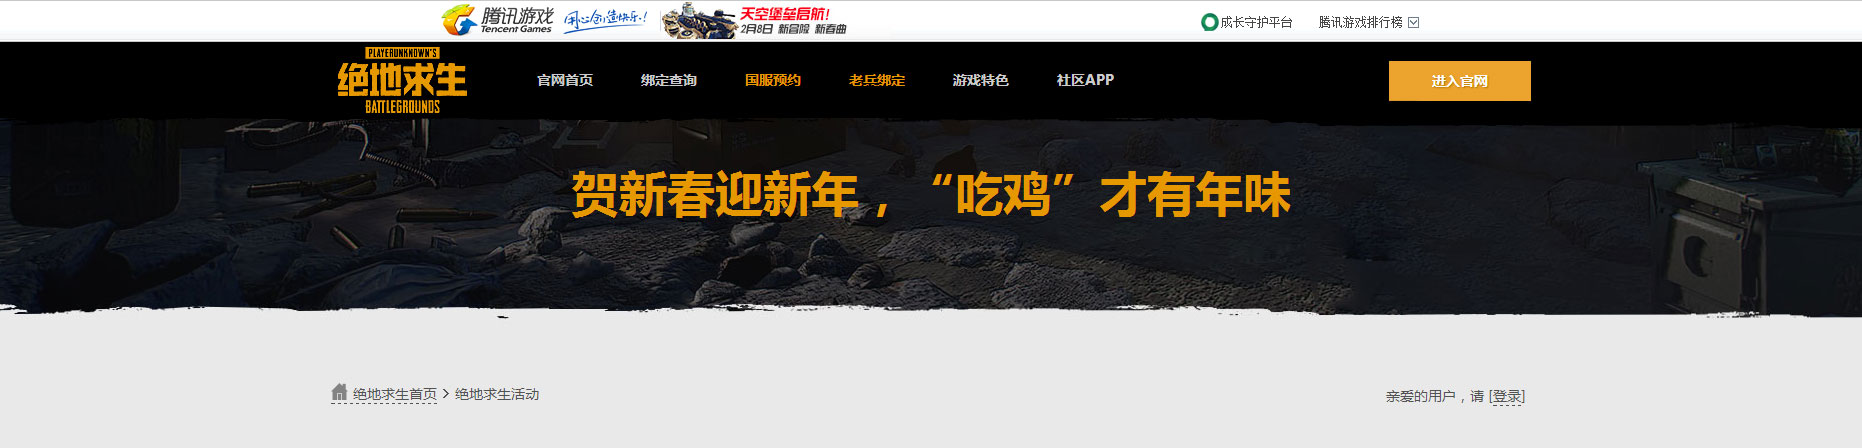 腾讯游戏
Tencent Games
用心创造快乐!
天空堡垒启航!
2月8日 新冒险 新春曲
成长守护平台
腾讯游戏排行榜
PLAYERUNKNOWN'S
绝地求生
BATTLEGROUNDS
官网首页
绑定查询
国服预约
老兵绑定
游戏特色
社区APP
进入官网
贺新春迎新年，“吃鸡”才有年味
绝地求生首页 > 绝地求生活动
亲爱的用户，请 [登录]